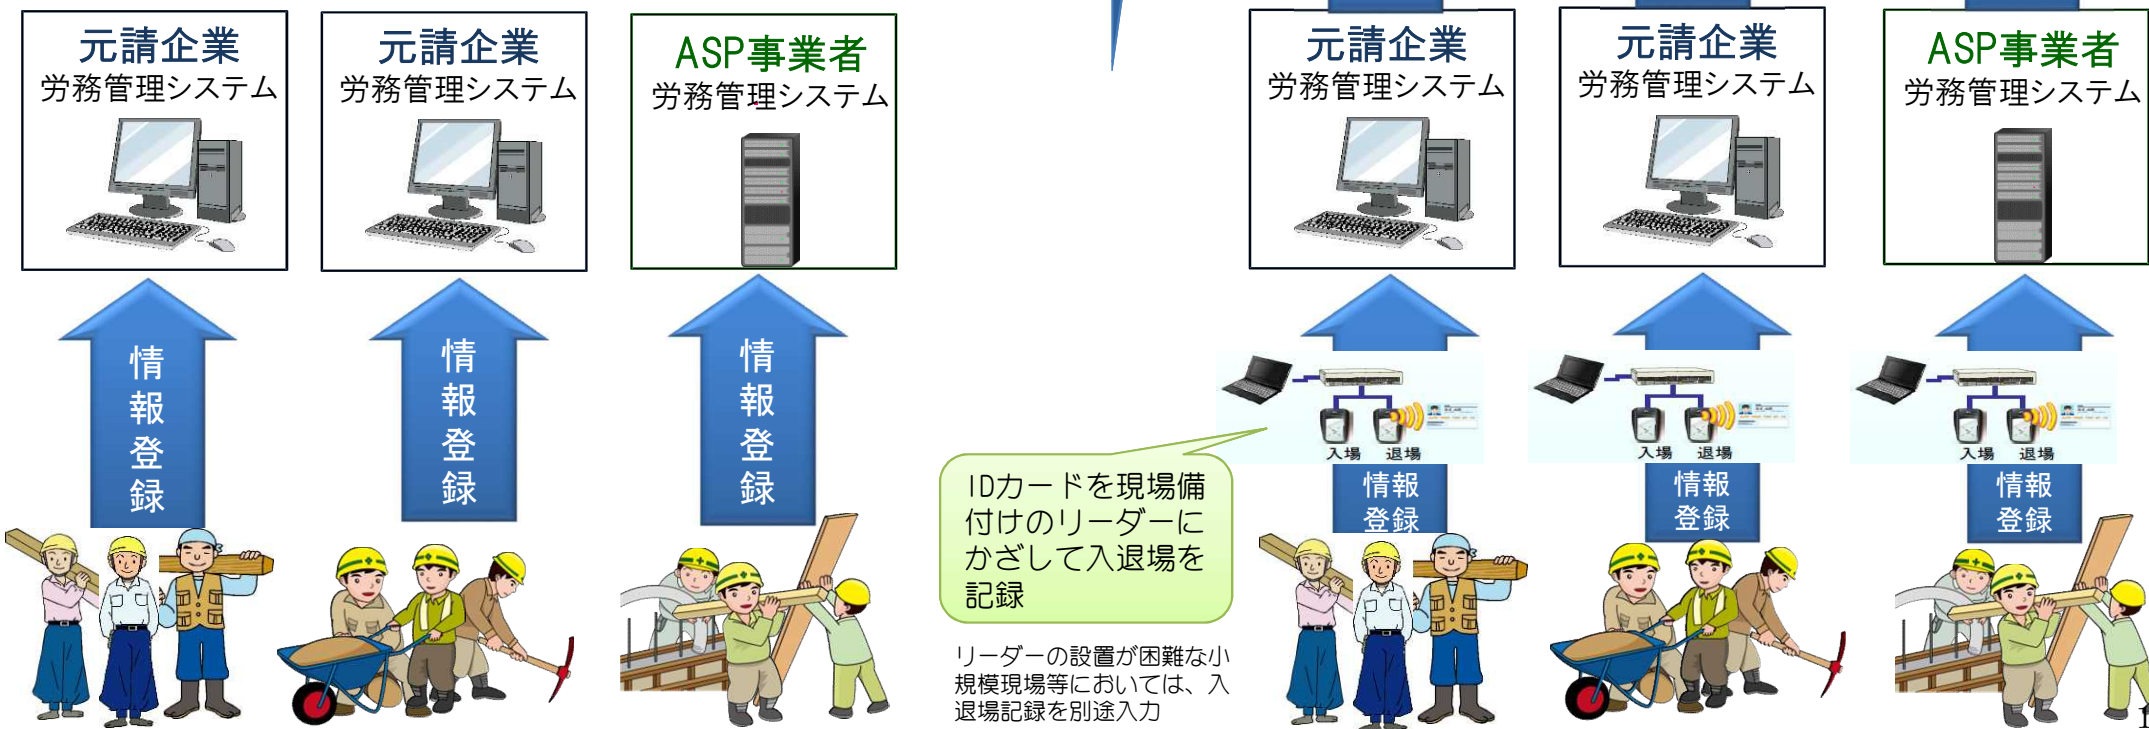 元請企業
労務管理システム
元請企業
労務管理システム
ASP事業者
労務管理システム
情報登録
情報登録
情報登録
元請企業
労務管理システム
元請企業
労務管理システム
ASP事業者
労務管理システム
入場 退場
入場 退場
入場 退場
情報
登録
情報
登録
情報
登録
IDカードを現場備
付けのリーダーに
かざして入退場を
記録
リーダーの設置が困難な小
規模現場等においては、入
退場記録を別途入力
1